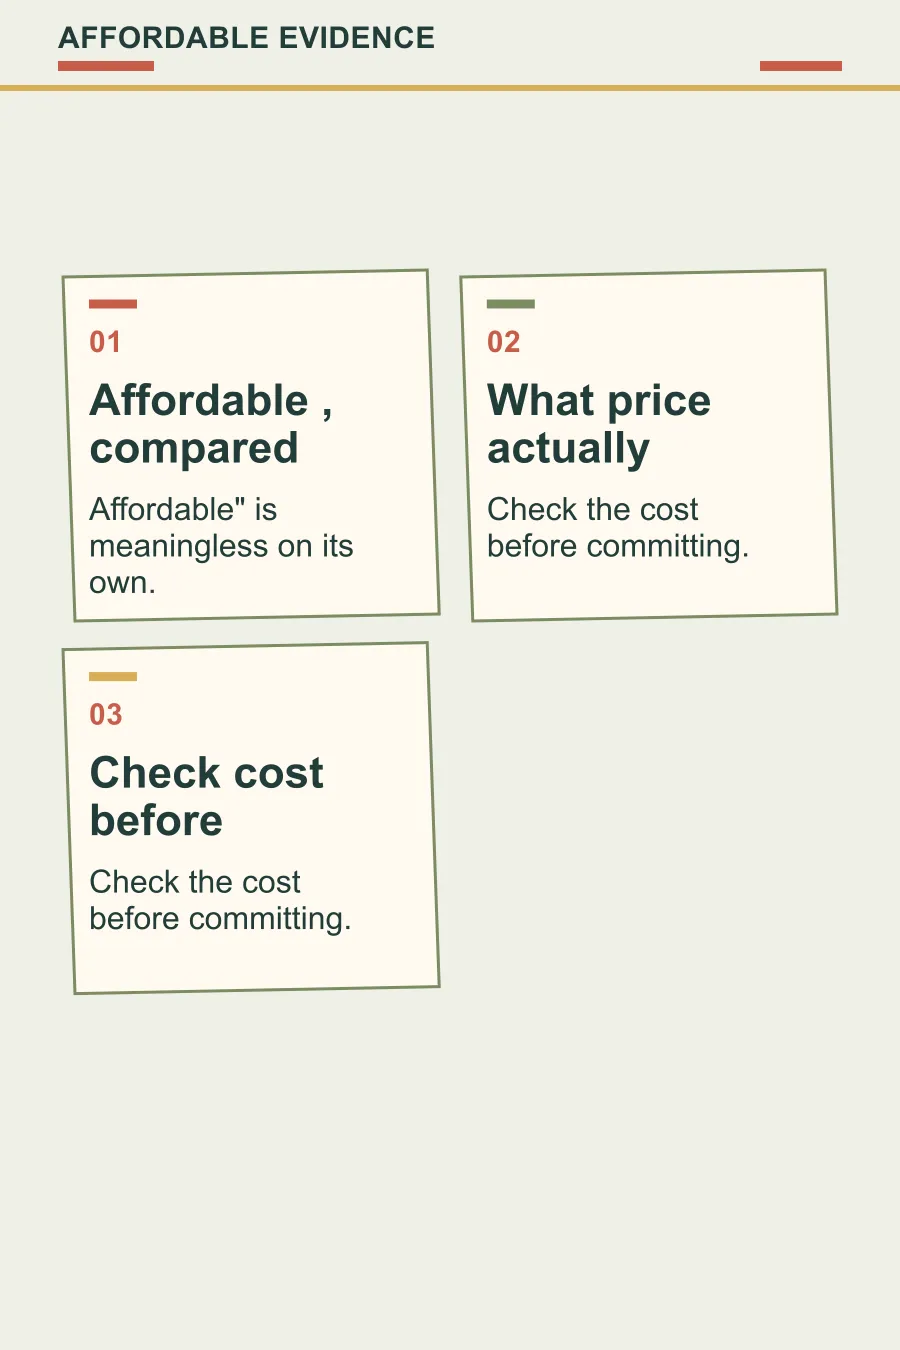 AFFORDABLE EVIDENCE
01
Affordable ,
compared
Affordable" is
meaningless on its
own.
02
What price
actually
Check the cost
before committing.
03
Check cost
before
Check the cost
before committing.